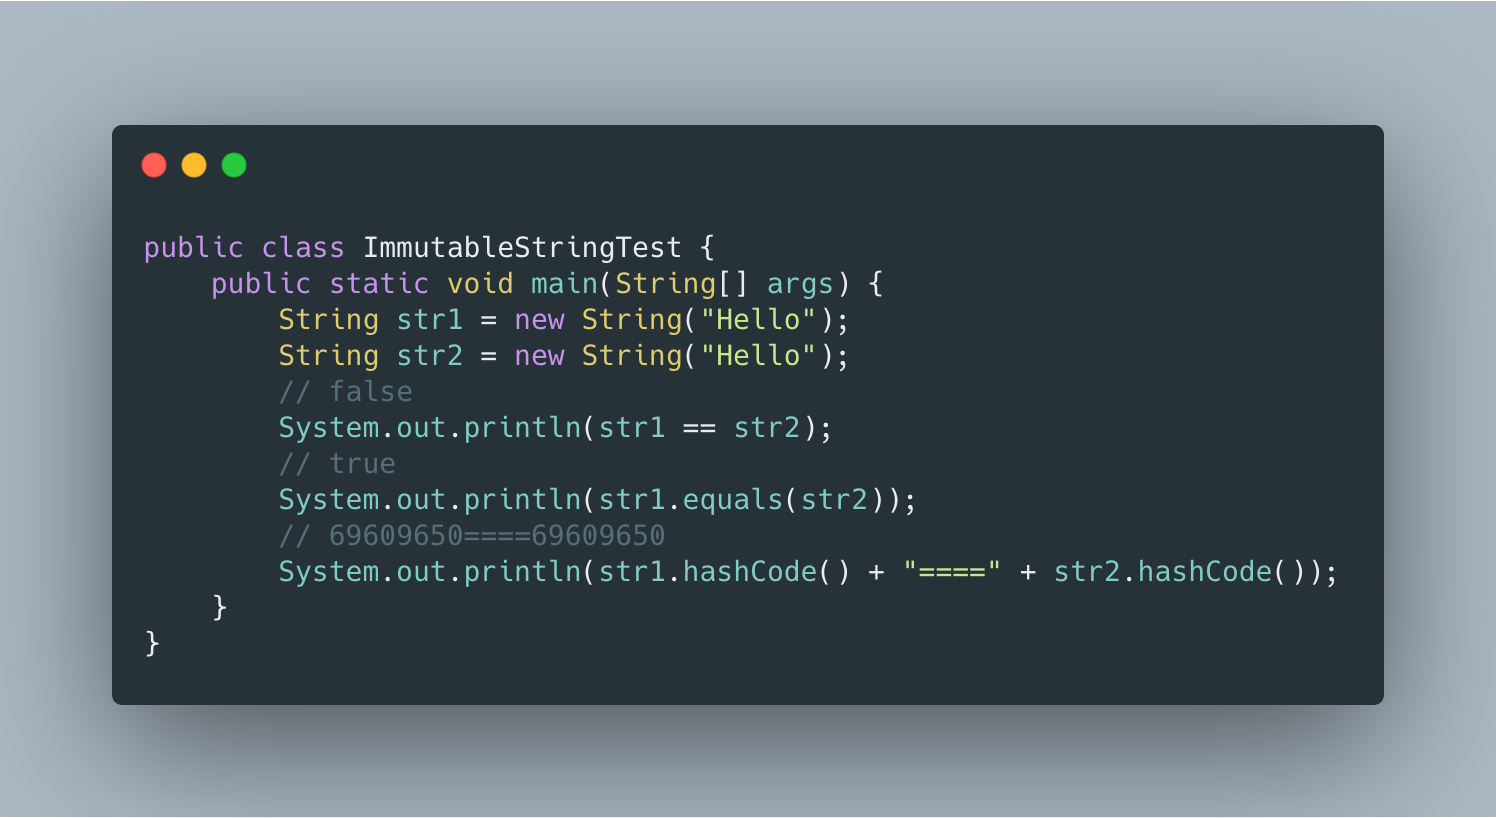 public class ImmutableStringTest {
    public static void main(String[] args) {
        String str1 = new String("Hello");
        String str2 = new String("Hello");
        // false
        System.out.println(str1 == str2);
        // true
        System.out.println(str1.equals(str2));
        // 69609650====69609650
        System.out.println(str1.hashCode() + "====" + str2.hashCode());
    }
}